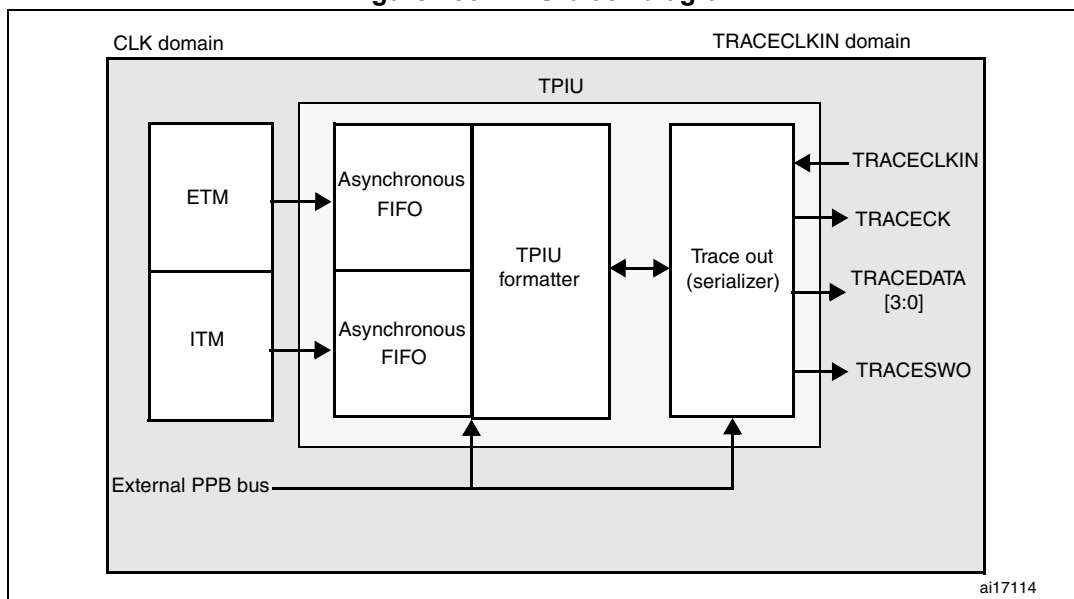 CLK domain
TRACECLKIN domain
TPIU
ETM
ITM
Asynchronous
FIFO
Asynchronous
FIFO
TPIU
formatter
Trace out
(serializer)
TRACECLKIN
TRACECK
TRACEDATA
[3:0]
TRACESWO
External PPB bus
ai17114